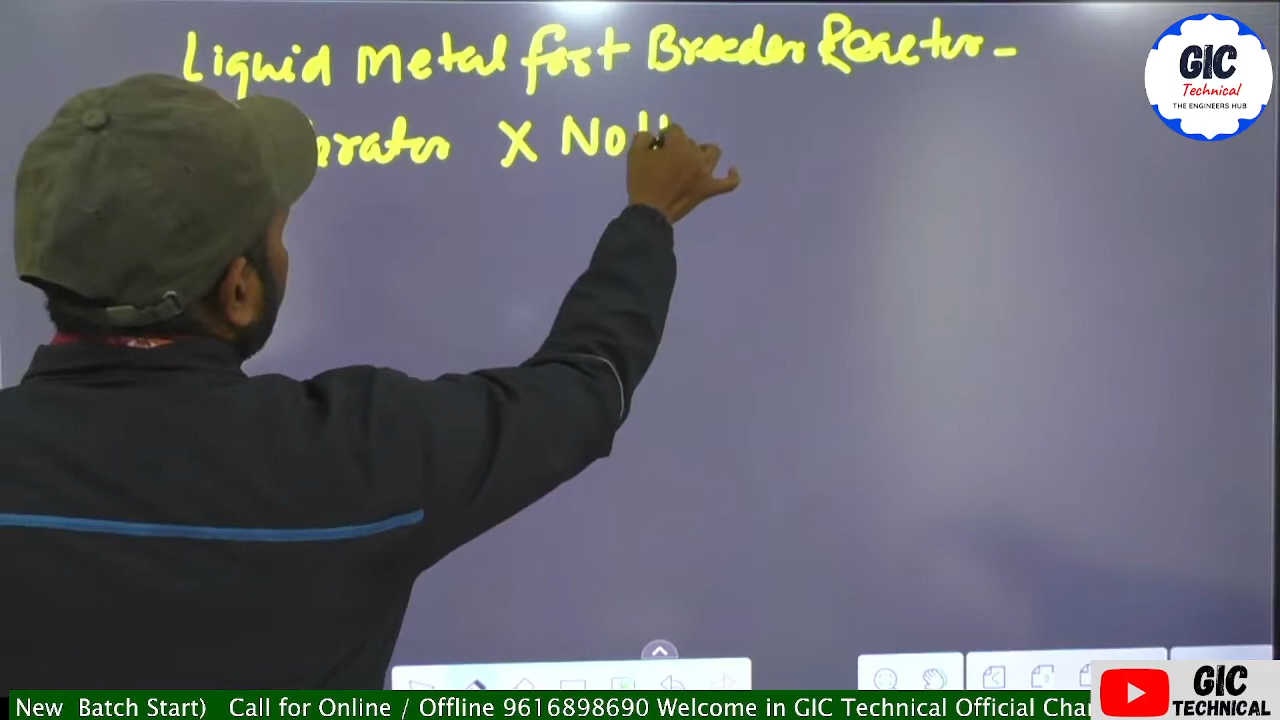 Liquid Metal fast Breeder Reactor -
X No
GIC
Technical
THE ENGINEERS HUB
GIC
TECHNICAL
New Batch Start) Call for Online / Offline 9616898690 Welcome in GIC Technical Official Chan